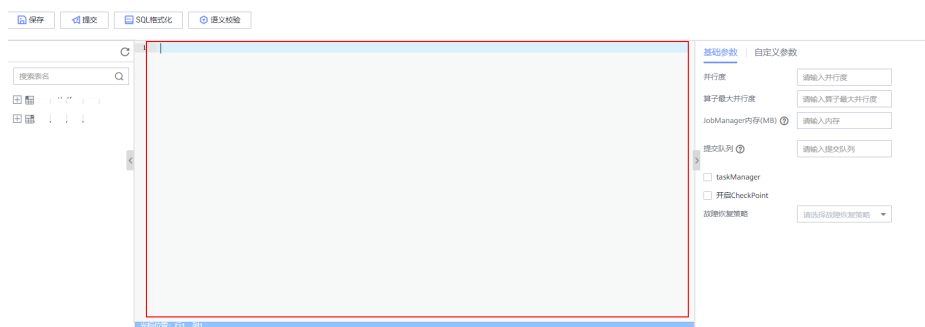 保存 提交 SQL格式化 语义校验
搜索表名
1
基础参数 自定义参数
并行度 请输入并行度
算子最大并行度 请输入算子最大并行度
JobManager内存(MB) ? 请输入内存
提交队列 ? 请输入提交队列
taskManager
开启CheckPoint
故障恢复策略 请选择故障恢复策略